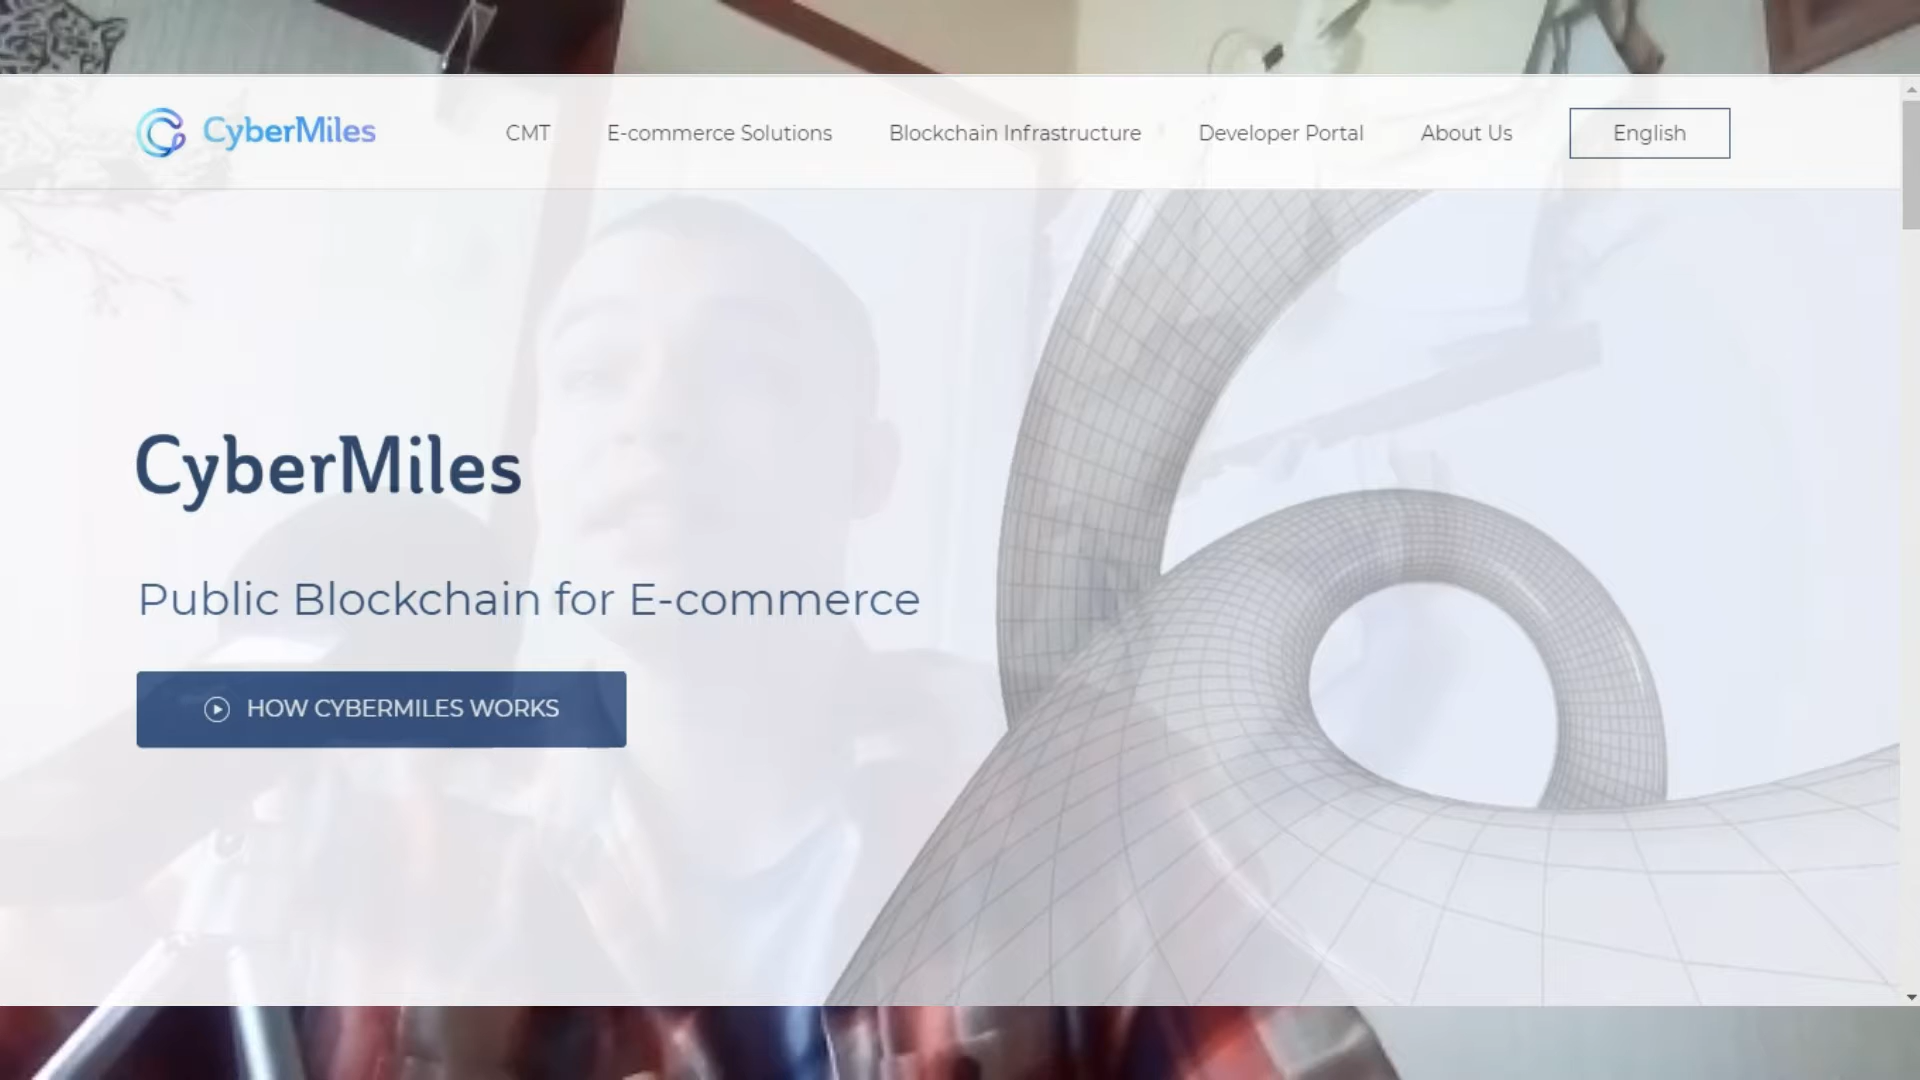 CyberMiles
CMT
E-commerce Solutions
Blockchain Infrastructure
Developer Portal
About Us
English
CyberMiles
Public Blockchain for E-commerce
HOW CYBERMILES WORKS